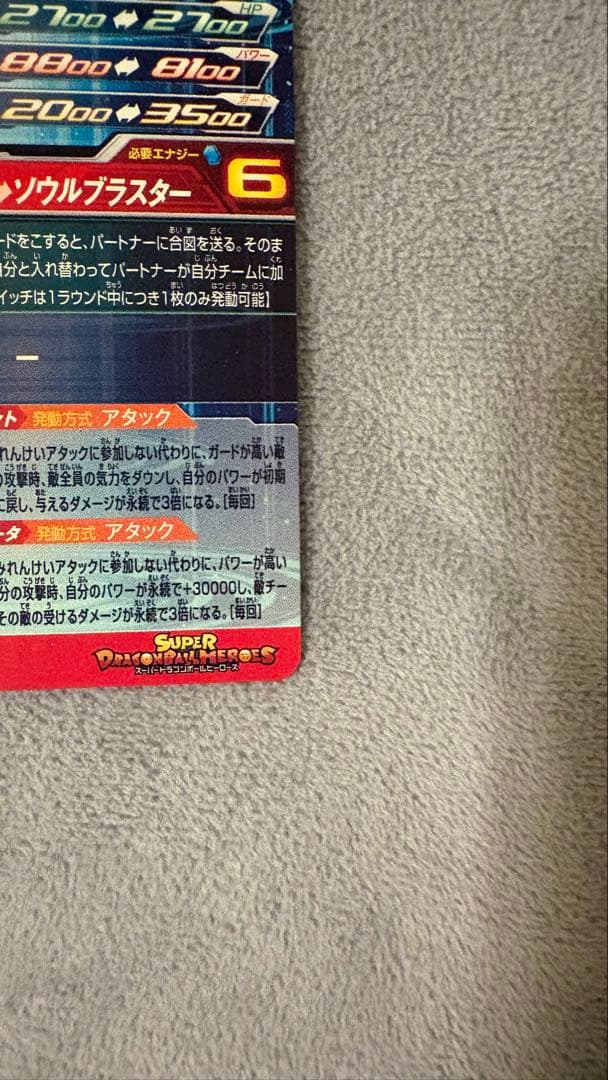 HP
2700 2700
パワー
8800 8100
ガード
2000 3500
必要エナジー 6
ソウルブラスター
ードをこすると、パートナーに合図を送る。そのま
分と入れ替わってパートナーが自分チームに加
イッチは1ラウンド中につき1枚のみ発動可能】
ー
ット 発動方式 アタック
れんけいアタックに参加しない代わりに、ガードが高い敵
の攻撃時、敵全員の気力をダウンし、自分のパワーが初期
に戻し、与えるダメージが永続で3倍になる。[毎回]
ータ 発動方式 アタック
みれんけいアタックに参加しない代わりに、パワーが高い
分の攻撃時、自分のパワーが永続で+30000し、敵チー
その敵の受けるダメージが永続で3倍になる。[毎回]
SUPER
DRAGONBALL HEROES
スーパードラゴンボールヒーローズ